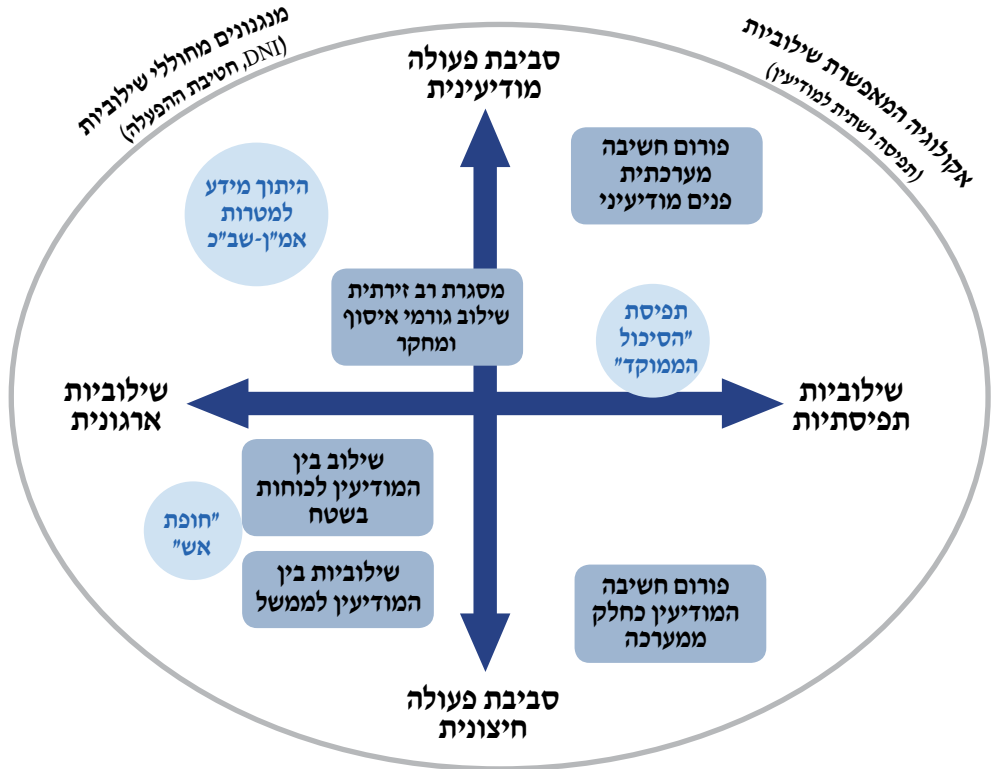 אקולוגיה המאפשרת שילוביות
(תפיסה רשתית למודיעין)
מנגנונים מחוללי שילוביות
(DNI, חטיבת ההפעלה)
סביבת פעולה
מודיעינית
פורום חשיבה
מערכתית
פנים מודיעיני
היתוך מידע
למטרות
אמ"ן-שב"כ
מסגרת רב זירתית
שילוב גורמי איסוף
ומחקר
תפיסת
"הסיכול
הממוקד"
שילוביות
תפיסתיות
שילוביות
ארגונית
שילוב בין
המודיעין לכוחות
בשטח
"חופת
אש"
שילוביות בין
המודיעין לממשל
פורום חשיבה
המודיעין כחלק
ממערכה
סביבת פעולה
חיצונית